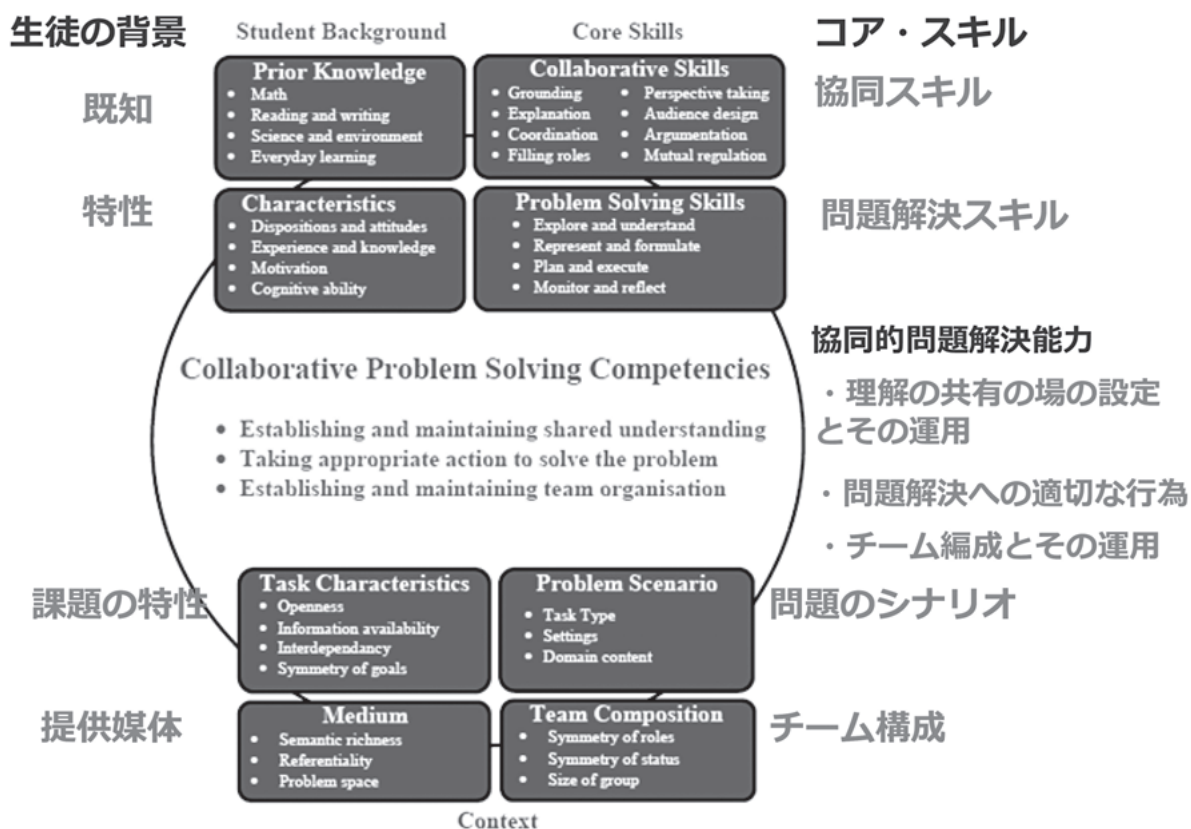 生徒の背景
Student Background
Core Skills
コア・スキル
既知
Prior Knowledge
• Math
• Reading and writing
• Science and environment
• Everyday learning
Collaborative Skills
• Grounding
• Explanation
• Coordination
• Filling roles
• Perspective taking
• Audience design
• Argumentation
• Mutual regulation
協同スキル
特性
Characteristics
• Dispositions and attitudes
• Experience and knowledge
• Motivation
• Cognitive ability
Problem Solving Skills
• Explore and understand
• Represent and formulate
• Plan and execute
• Monitor and reflect
問題解決スキル
Collaborative Problem Solving Competencies
• Establishing and maintaining shared understanding
• Taking appropriate action to solve the problem
• Establishing and maintaining team organisation
協同的問題解決能力
・理解の共有の場の設定
とその運用
・問題解決への適切な行為
・チーム編成とその運用
課題の特性
Task Characteristics
• Openness
• Information availability
• Interdependancy
• Symmetry of goals
Problem Scenario
• Task Type
• Settings
• Domain content
問題のシナリオ
提供媒体
Medium
• Semantic richness
• Referentiality
• Problem space
Team Composition
• Symmetry of roles
• Symmetry of status
• Size of group
チーム構成
Context